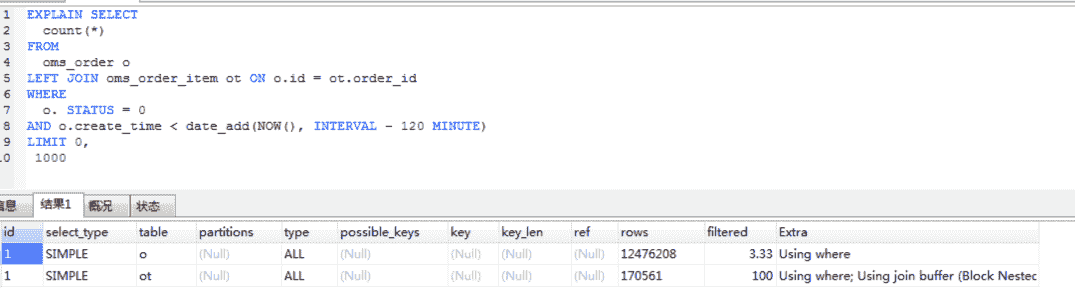 1 EXPLAIN SELECT
2 count(*)
3 FROM
4 oms_order o
5 LEFT JOIN oms_order_item ot ON o.id = ot.order_id
6 WHERE
7 o. STATUS = 0
8 AND o.create_time < date_add(NOW(), INTERVAL - 120 MINUTE)
9 LIMIT 0,
10 1000
信息 结果1 概况 状态
id select_type table partitions type possible_keys key key_len ref rows filtered Extra
1 SIMPLE o (Null) ALL (Null) (Null) (Null) (Null) 12476208 3.33 Using where
1 SIMPLE ot (Null) ALL (Null) (Null) (Null) (Null) 170561 100 Using where; Using join buffer (Block Nested